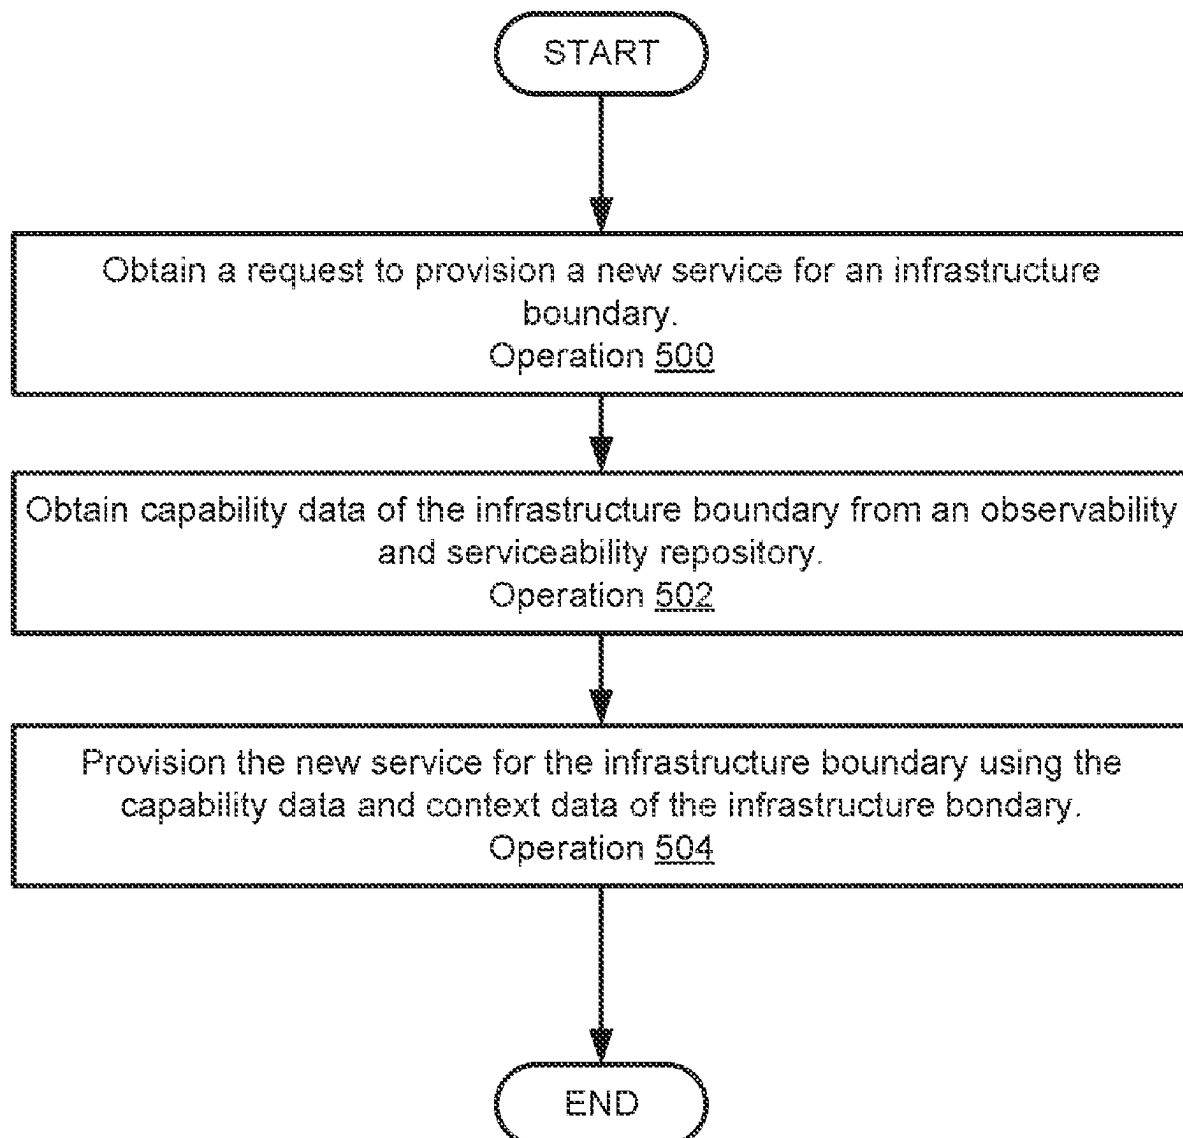 START
Obtain a request to provision a new service for an infrastructure
boundary.
Operation 500
Obtain capability data of the infrastructure boundary from an observability
and serviceability repository.
Operation 502
Provision the new service for the infrastructure boundary using the
capability data and context data of the infrastructure bondary.
Operation 504
END